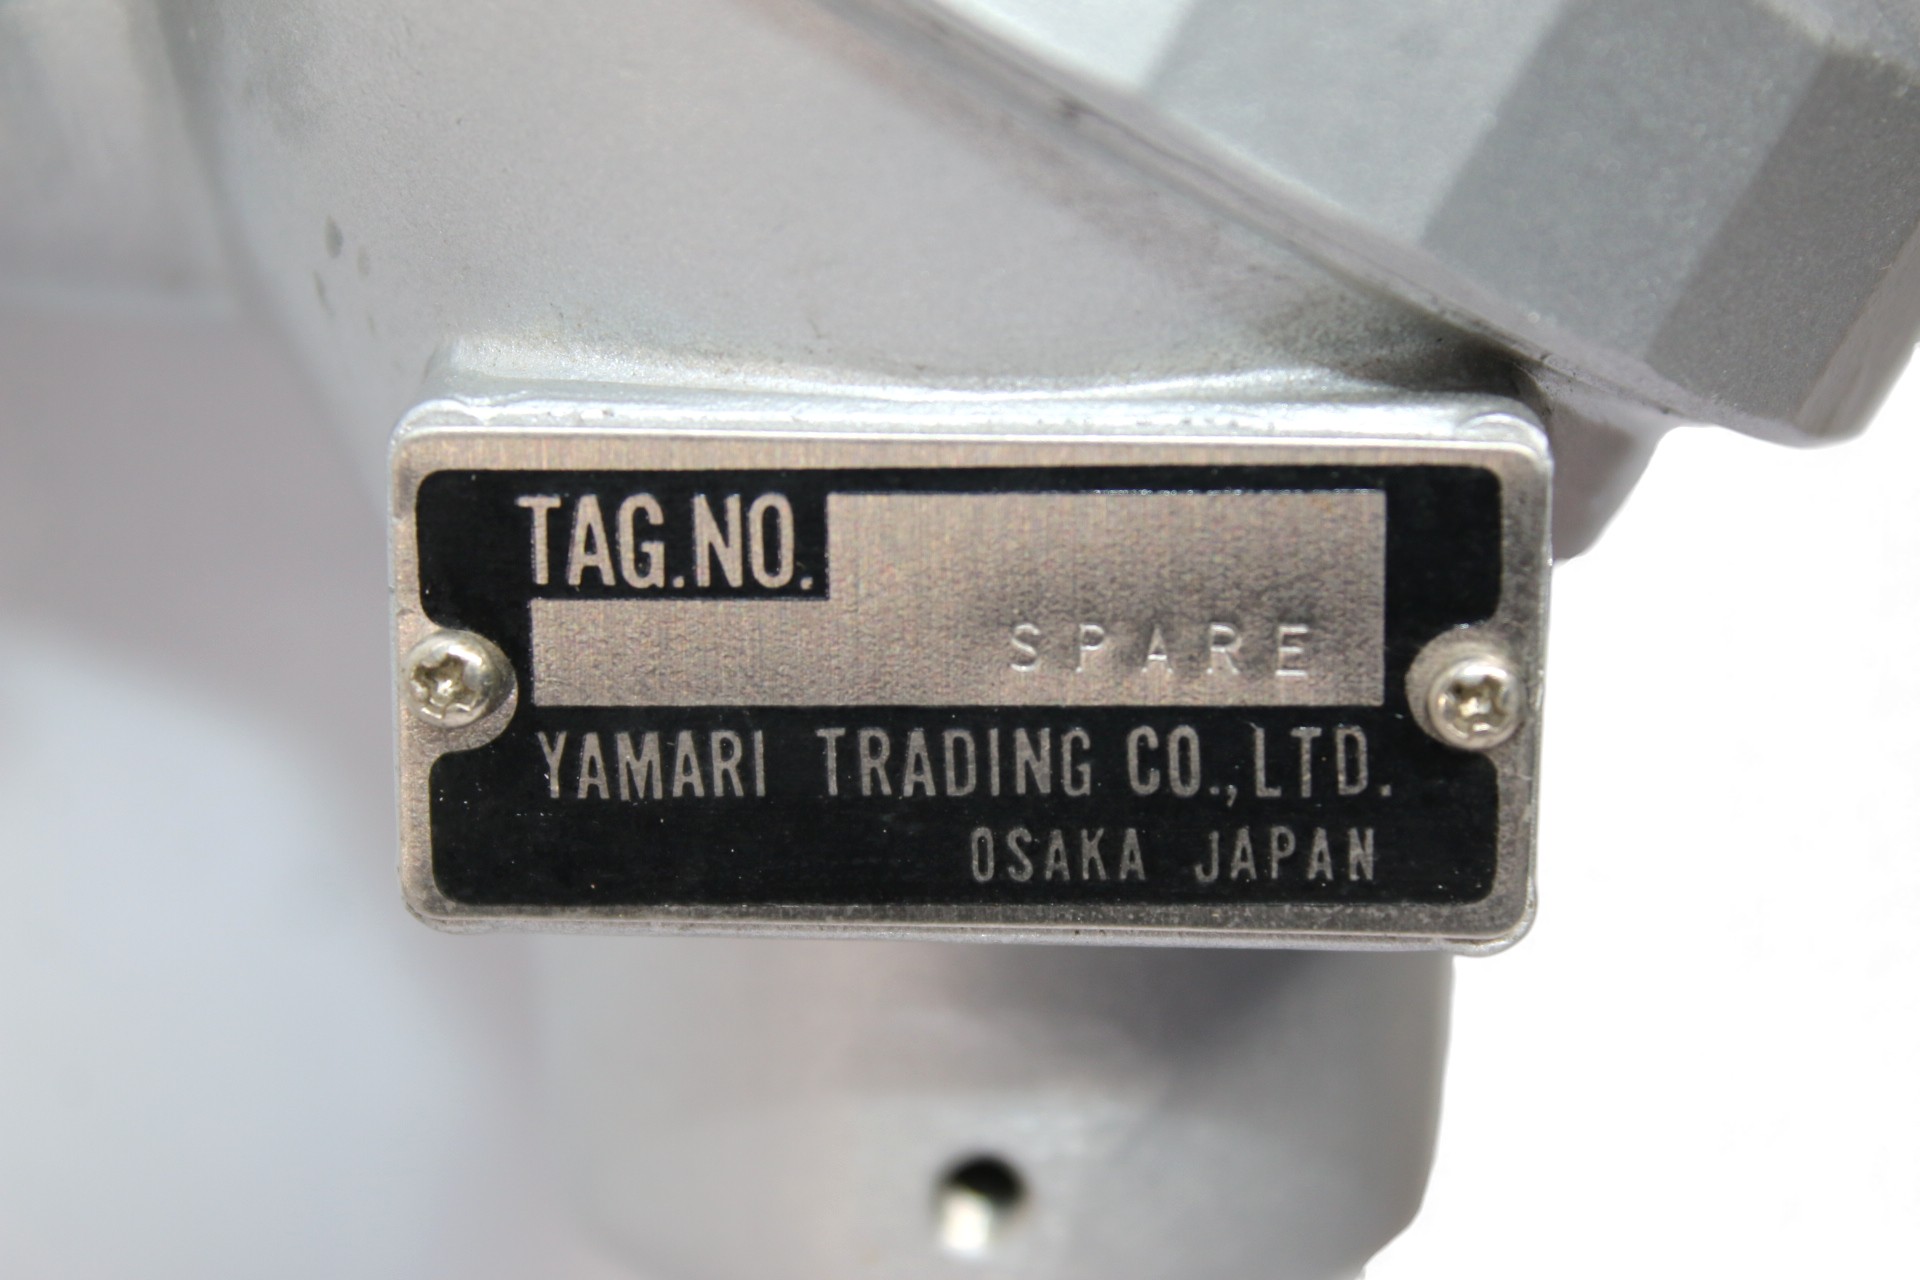 TAG.NO.
SPARE
YAMARI TRADING CO.,LTD.
OSAKA JAPAN